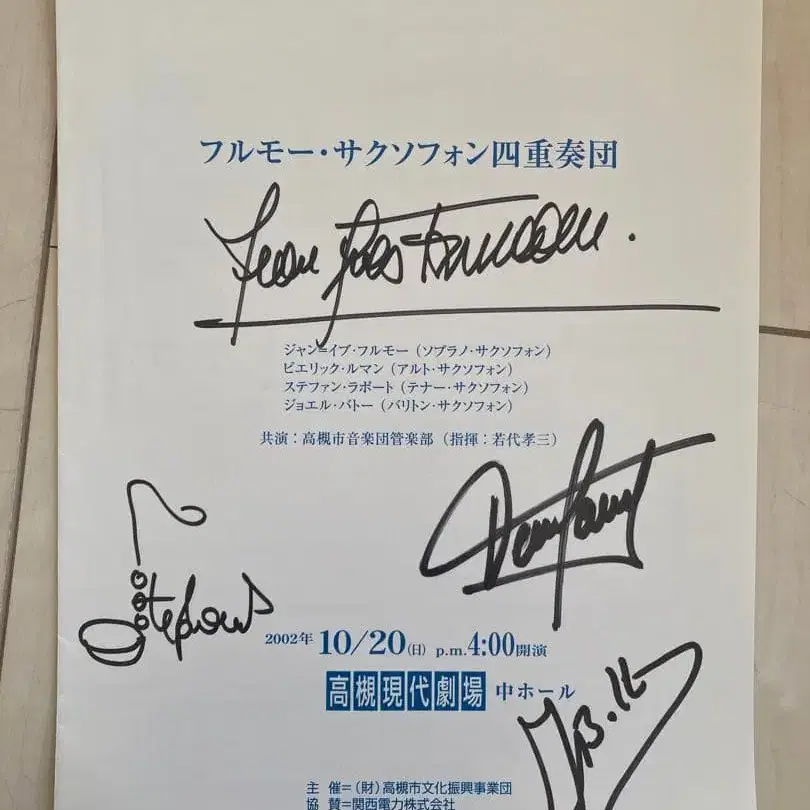 フルモー・サクソフォン四重奏団
Jean Yves Fourmeau.
ジャン=イブ・フルモー（ソプラノ・サクソフォン）
ピエリック・ルマン（アルト・サクソフォン）
ステファン・ラポート（テナー・サクソフォン）
ジョエル・バトー（バリトン・サクソフォン）
共演：高槻市音楽団管楽部（指揮：若代孝三）
2002年 10/20(日) p.m.4:00開演
高槻現代劇場 中ホール
主 催=（財）高槻市文化振興事業団
協 賛=関西電力株式会社